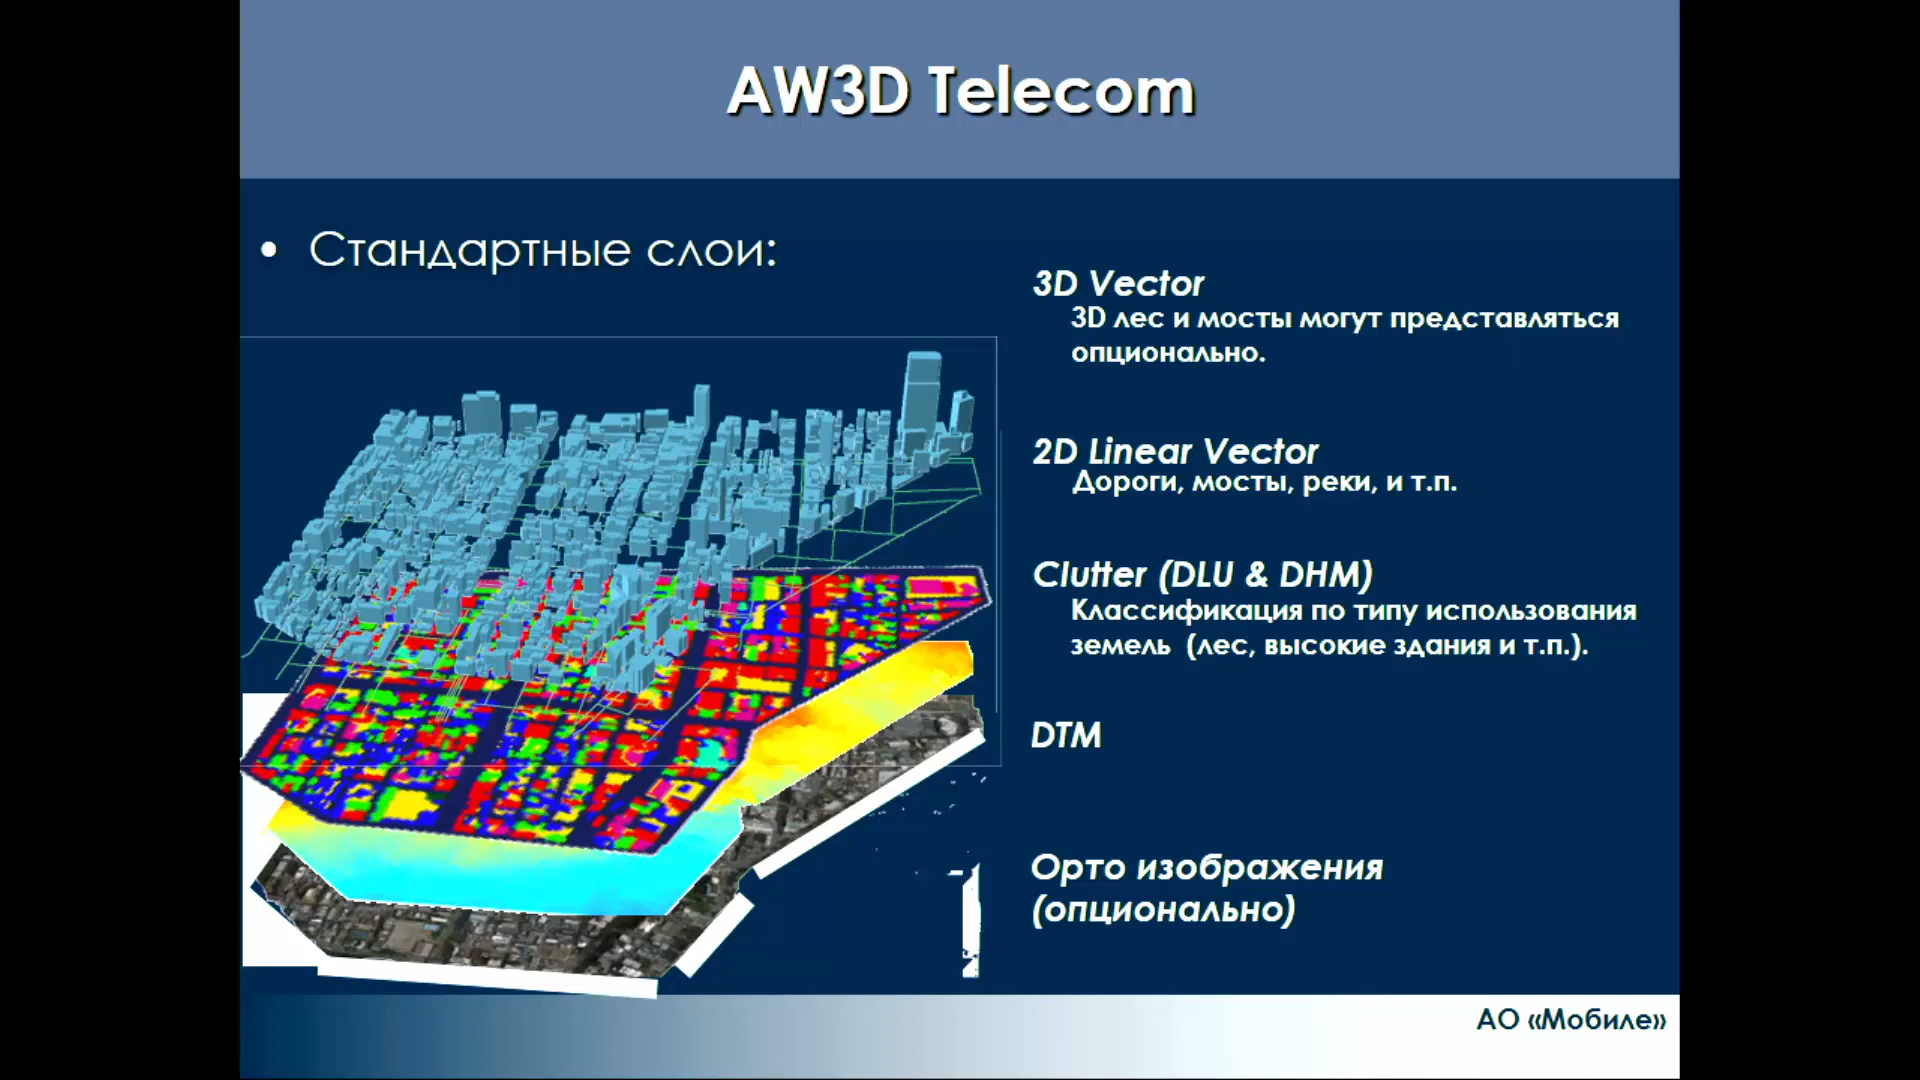 AW3D Telecom
• Стандартные слои:
3D Vector
3D лес и мосты могут представляться
опционально.
2D Linear Vector
Дороги, мосты, реки, и т.п.
Clutter (DLU & DHM)
Классификация по типу использования
земель (лес, высокие здания и т.п.).
DTM
Орто изображения
(опционально)
АО «Мобиле»